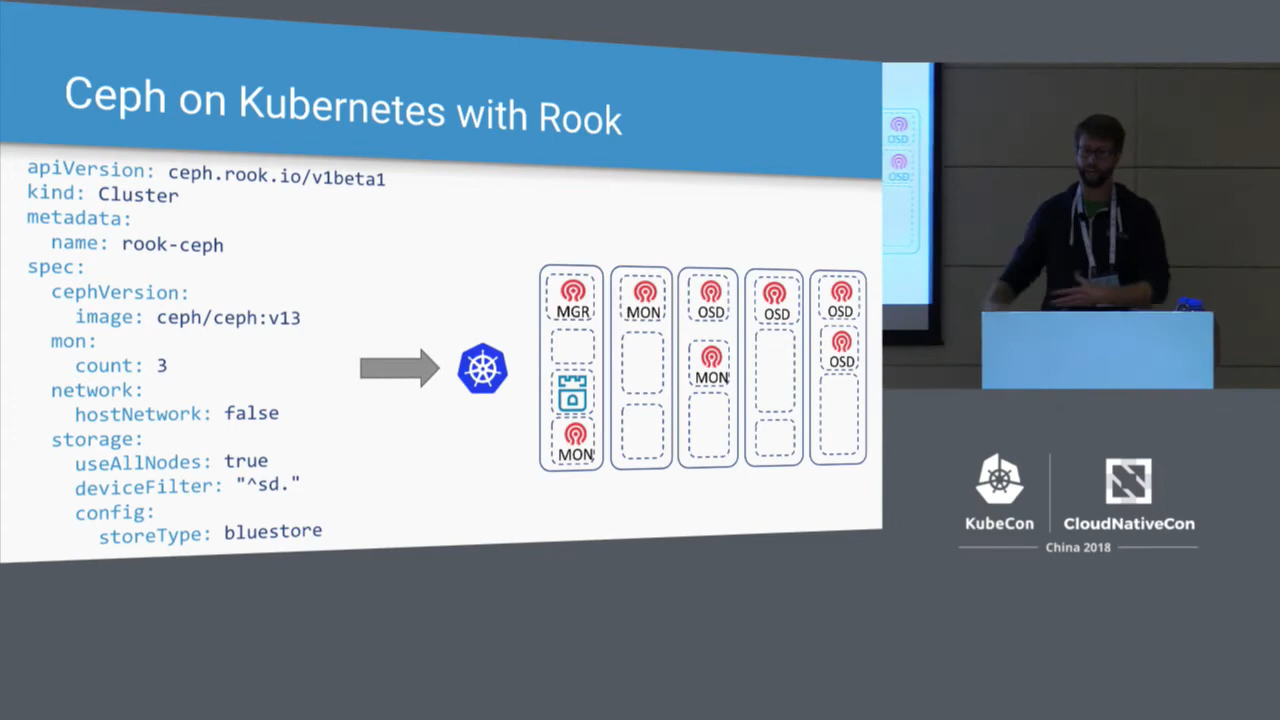 Ceph on Kubernetes with Rook
apiVersion: ceph.rook.io/v1beta1
kind: Cluster
metadata:
name: rook-ceph
spec:
cephVersion:
image: ceph/ceph:v13
mon:
count: 3
network:
hostNetwork: false
storage:
useAllNodes: true
deviceFilter: "^sd."
config:
storeType: bluestore
MGR
MON
MON
OSD
MON
OSD
OSD
OSD
OSD
OSD
KubeCon
CloudNativeCon
China 2018